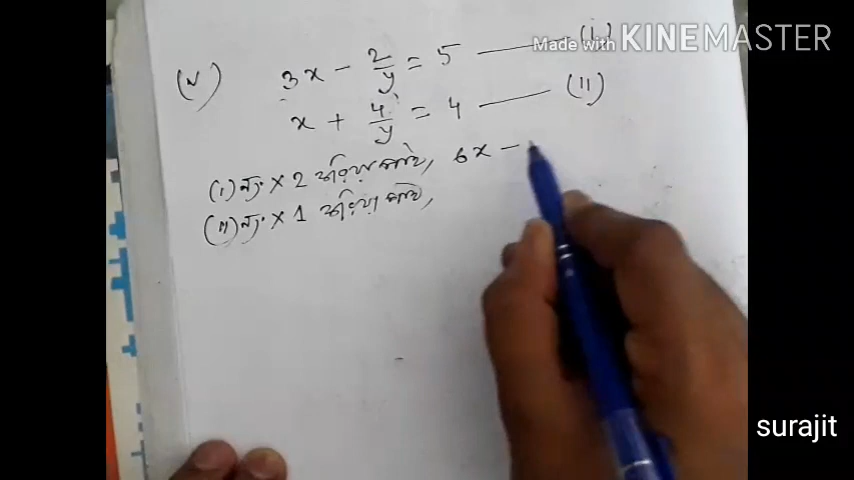 (v) 3x - 2/y = 5 —— (i)
x + 4/y = 4 —— (II)
(i) নং × 2 করিয়া পাই, 6x -
(II) নং × 1 করিয়া পাই,
Made with KINEMASTER
surajit